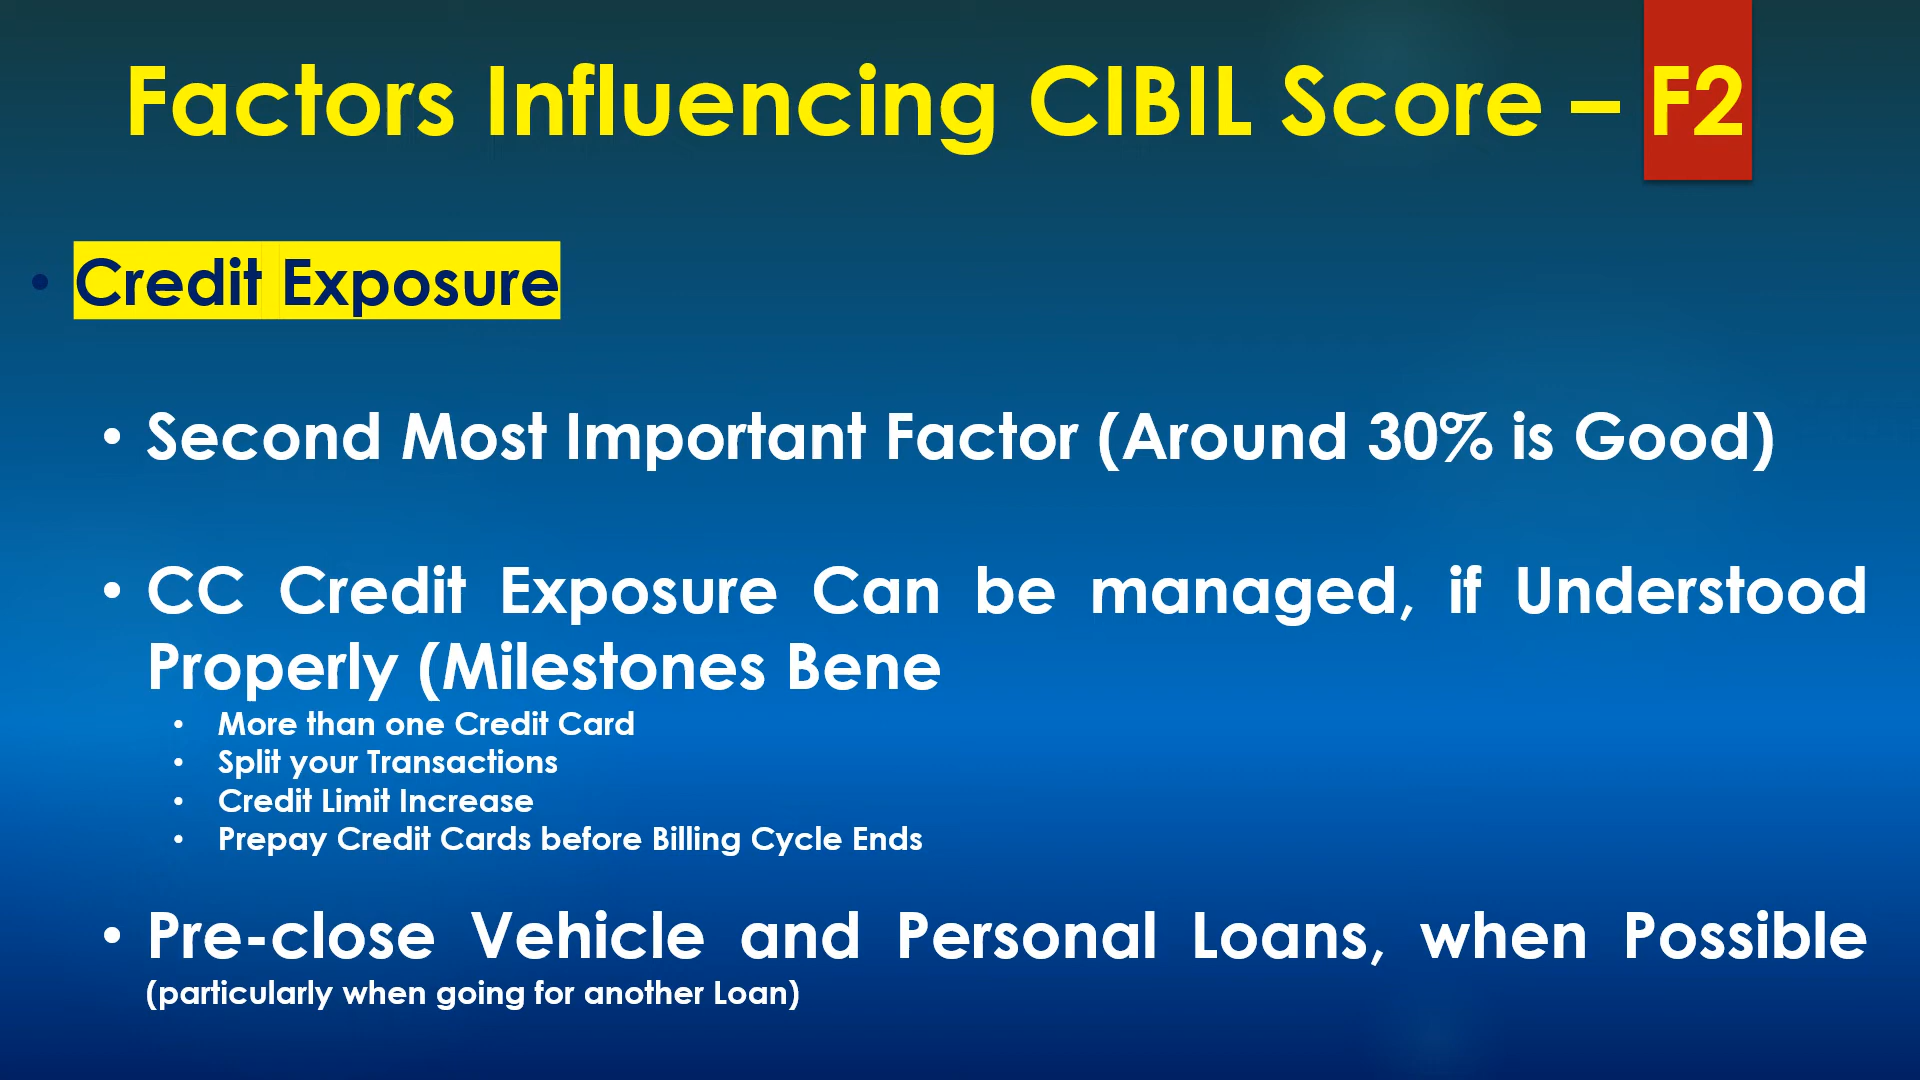 Factors Influencing CIBIL Score – F2
• Credit Exposure
• Second Most Important Factor (Around 30% is Good)
• CC Credit Exposure Can be managed, if Understood
Properly (Milestones Bene
• More than one Credit Card
• Split your Transactions
• Credit Limit Increase
• Prepay Credit Cards before Billing Cycle Ends
• Pre-close Vehicle and Personal Loans, when Possible
(particularly when going for another Loan)